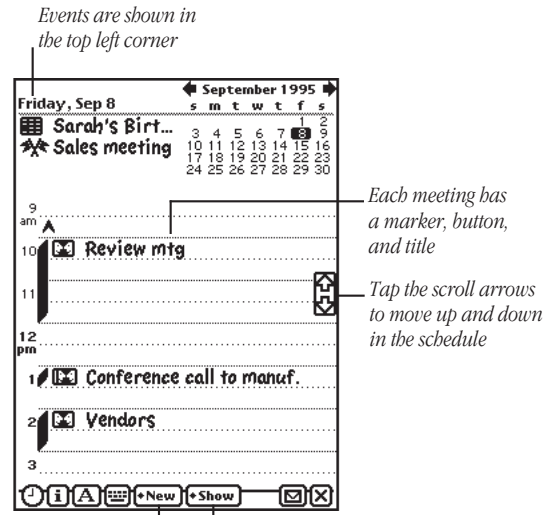 Events are shown in
the top left corner
September 1995
Friday, Sep 8
s m t w t f s
1 2
3 4 5 6 7 8 9
10 11 12 13 14 15 16
17 18 19 20 21 22 23
24 25 26 27 28 29 30
Sarah's Birt...
Sales meeting
Each meeting has
a marker, button,
and title
9
am
10 Review mtg
Tap the scroll arrows
to move up and down
in the schedule
11
12
pm
1 Conference call to manuf.
2 Vendors
3
i A New Show X